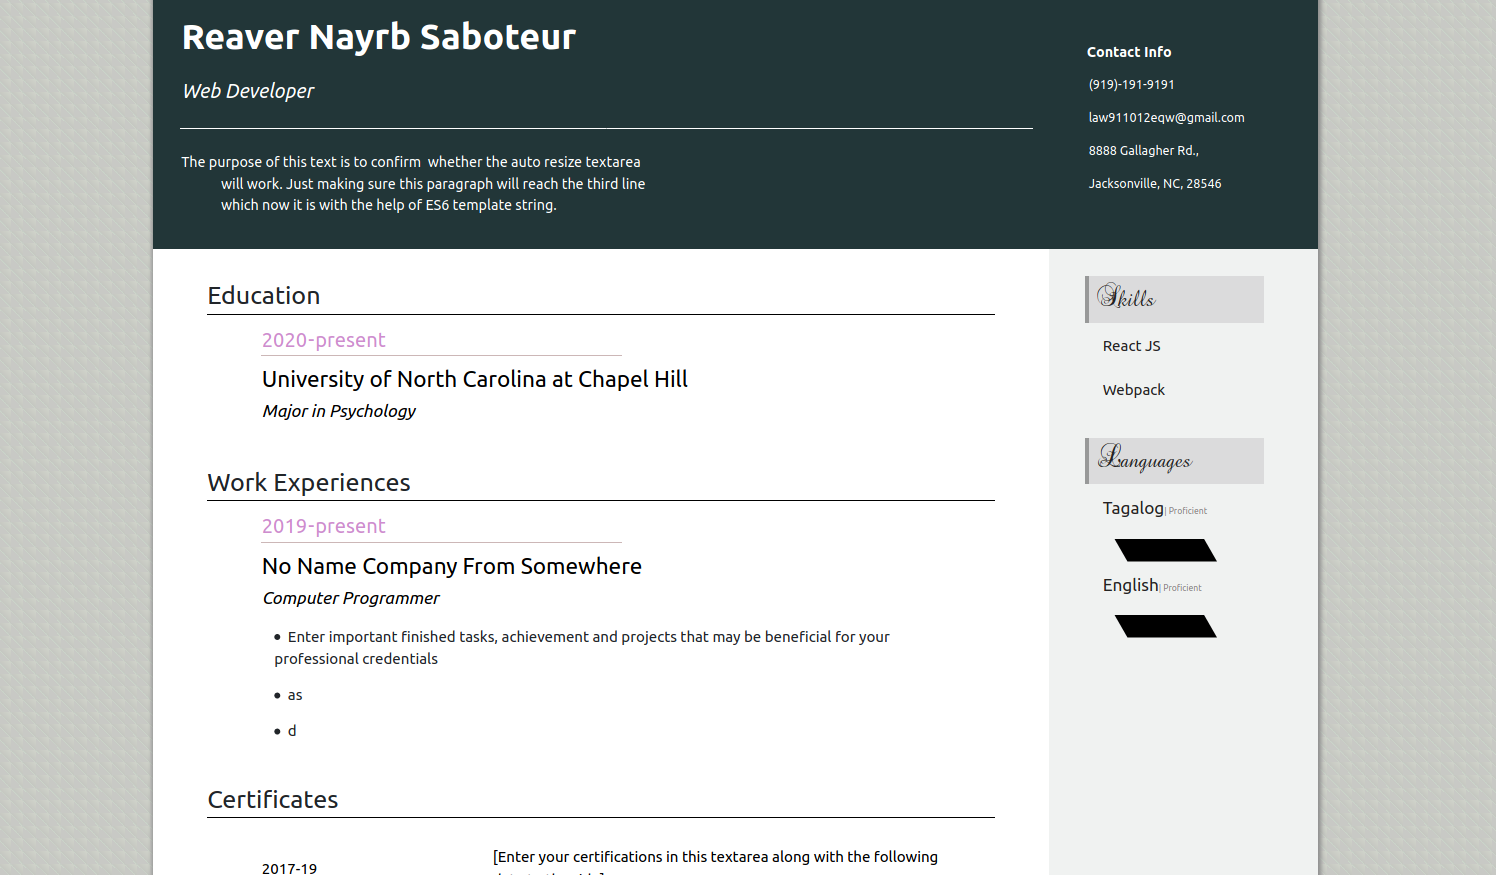 Reaver Nayrb Saboteur
Web Developer
The purpose of this text is to confirm  whether the auto resize textarea
will work. Just making sure this paragraph will reach the third line
which now it is with the help of ES6 template string.
Contact Info
(919)-191-9191
law911012eqw@gmail.com
8888 Gallagher Rd.,
Jacksonville, NC, 28546
Education
2020-present
University of North Carolina at Chapel Hill
Major in Psychology
Work Experiences
2019-present
No Name Company From Somewhere
Computer Programmer
• Enter important finished tasks, achievement and projects that may be beneficial for your
professional credentials
• as
• d
Certificates
2017-19
[Enter your certifications in this textarea along with the following
Skills
React JS
Webpack
Languages
Tagalog| Proficient
English| Proficient